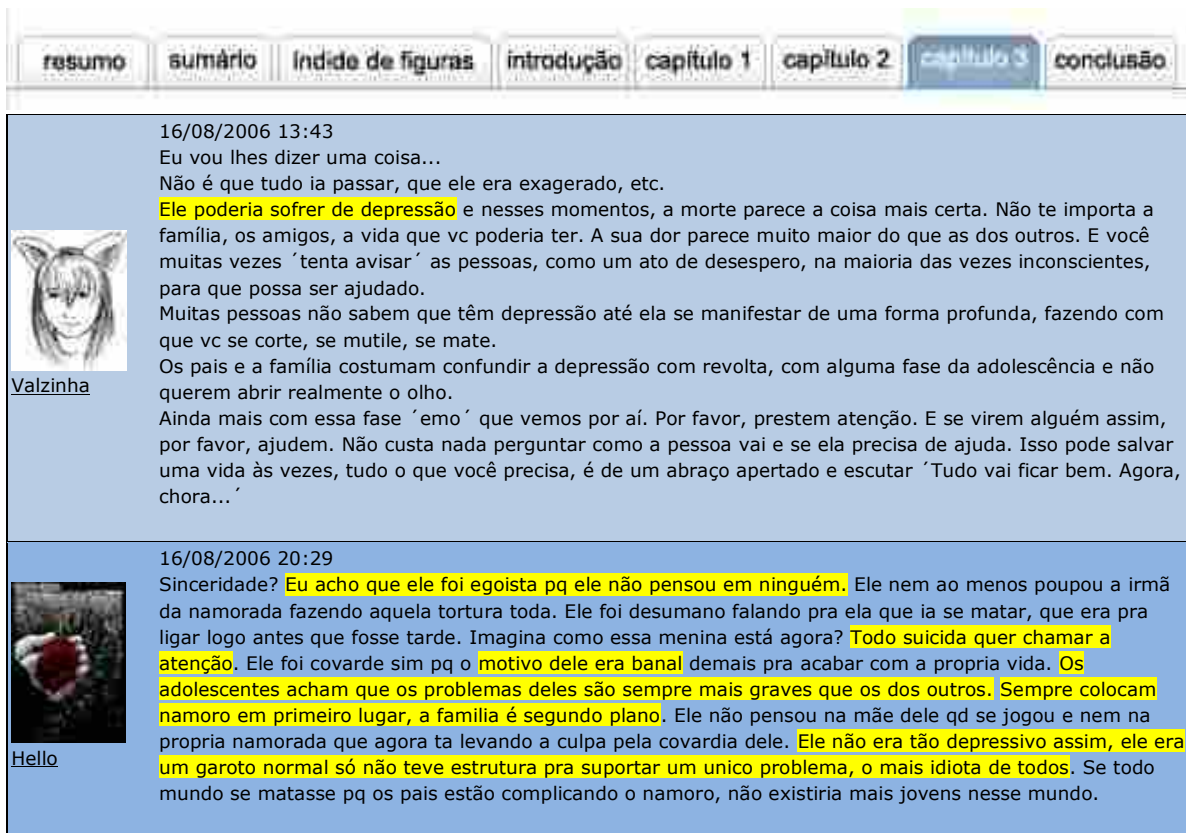 resumo sumário índide de figuras introdução capítulo 1 capítulo 2 capítulo 3 conclusão
16/08/2006 13:43
Eu vou lhes dizer uma coisa...
Não é que tudo ia passar, que ele era exagerado, etc.
Ele poderia sofrer de depressão e nesses momentos, a morte parece a coisa mais certa. Não te importa a
família, os amigos, a vida que vc poderia ter. A sua dor parece muito maior do que as dos outros. E você
muitas vezes ´tenta avisar´ as pessoas, como um ato de desespero, na maioria das vezes inconscientes,
para que possa ser ajudado.
Muitas pessoas não sabem que têm depressão até ela se manifestar de uma forma profunda, fazendo com
que vc se corte, se mutile, se mate.
Os pais e a família costumam confundir a depressão com revolta, com alguma fase da adolescência e não
querem abrir realmente o olho.
Ainda mais com essa fase ´emo´ que vemos por aí. Por favor, prestem atenção. E se virem alguém assim,
por favor, ajudem. Não custa nada perguntar como a pessoa vai e se ela precisa de ajuda. Isso pode salvar
uma vida às vezes, tudo o que você precisa, é de um abraço apertado e escutar ´Tudo vai ficar bem. Agora,
chora...´
Valzinha
16/08/2006 20:29
Sinceridade? Eu acho que ele foi egoista pq ele não pensou em ninguém. Ele nem ao menos poupou a irmã
da namorada fazendo aquela tortura toda. Ele foi desumano falando pra ela que ia se matar, que era pra
ligar logo antes que fosse tarde. Imagina como essa menina está agora? Todo suicida quer chamar a
atenção. Ele foi covarde sim pq o motivo dele era banal demais pra acabar com a propria vida. Os
adolescentes acham que os problemas deles são sempre mais graves que os dos outros. Sempre colocam
namoro em primeiro lugar, a familia é segundo plano. Ele não pensou na mãe dele qd se jogou e nem na
propria namorada que agora ta levando a culpa pela covardia dele. Ele não era tão depressivo assim, ele era
um garoto normal só não teve estrutura pra suportar um unico problema, o mais idiota de todos. Se todo
mundo se matasse pq os pais estão complicando o namoro, não existiria mais jovens nesse mundo.
Hello